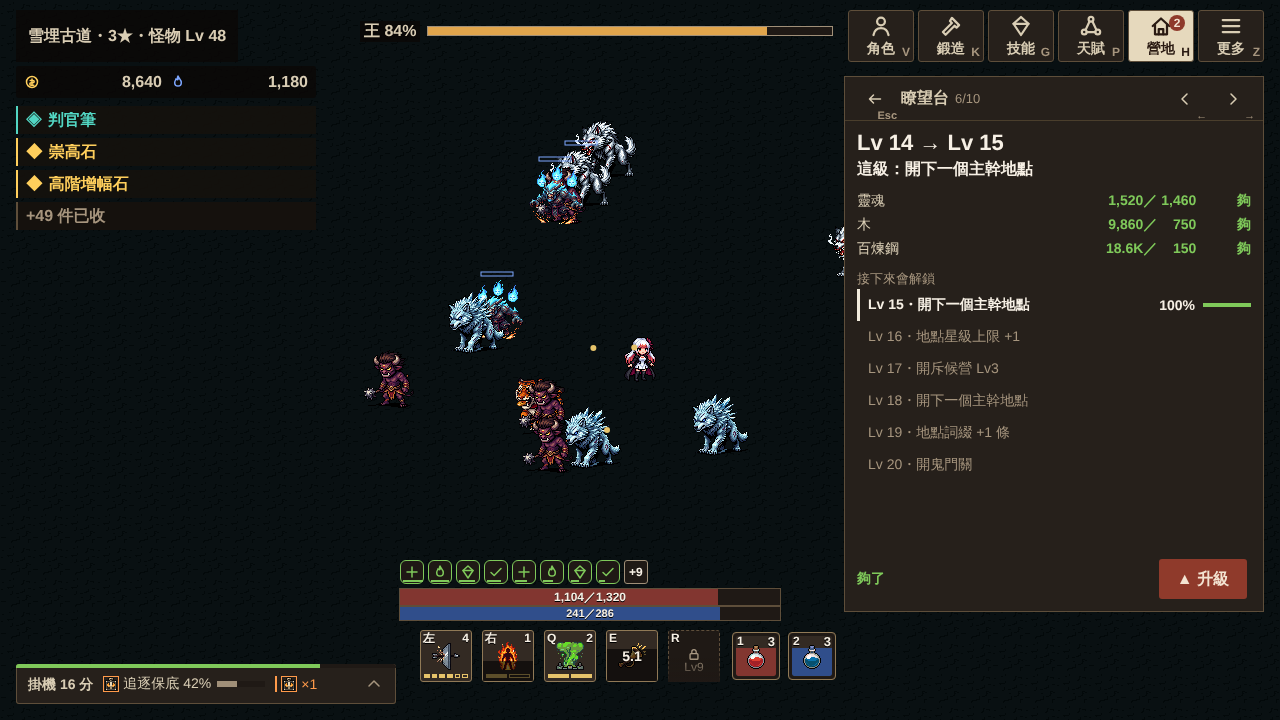 雪埋古道・3★・怪物 Lv 48
8,640 1,180
判官筆
崇高石
高階增幅石
+49 件已收
王 84%
角色 V
鍛造 K
技能 G
天賦 P
營地 H 2
更多 Z
瞭望台 6/10
Esc ← →
Lv 14 → Lv 15
這級：開下一個主幹地點
靈魂 1,520／ 1,460 夠
木 9,860／ 750 夠
百煉鋼 18.6K／ 150 夠
接下來會解鎖
Lv 15・開下一個主幹地點 100%
Lv 16・地點星級上限 +1
Lv 17・開斥候營 Lv3
Lv 18・開下一個主幹地點
Lv 19・地點詞綴 +1 條
Lv 20・開鬼門關
夠了
▲ 升級
+9
1,104／1,320
241／286
左 4
右 1
Q 2
E 5.1
R Lv9
1 3
2 3
掛機 16 分 追逐保底 42% ×1